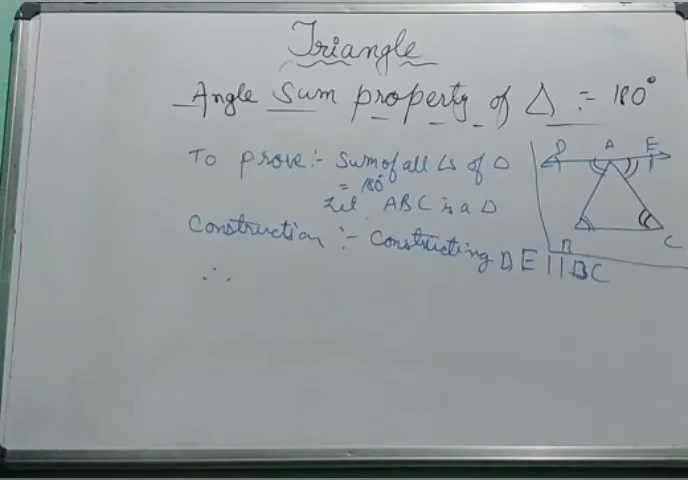 Triangle
Angle Sum property of △ :- 180°
To prove:- Sum of all ∠s of △
= 180°
Let ABC is a △
Construction :- Constructing DE || BC
∴
D A E
B C